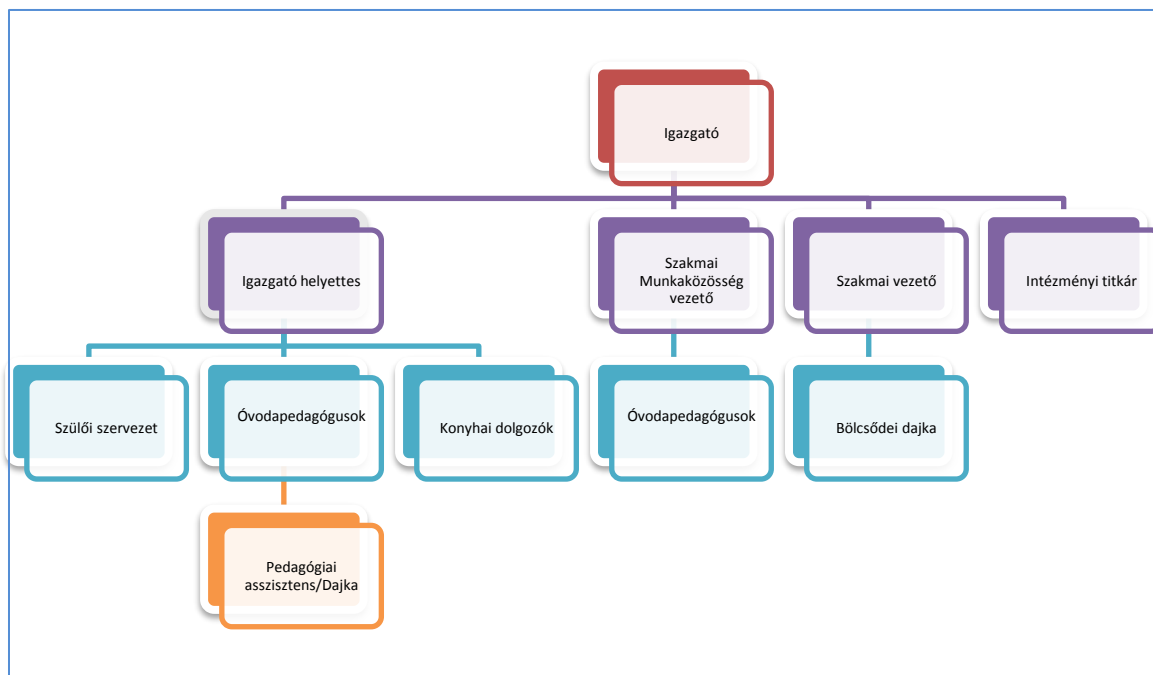 Igazgató
Igazgató helyettes
Szakmai
Munkaközösség
vezető
Szakmai vezető
Intézményi titkár
Szülői szervezet
Óvodapedagógusok
Konyhai dolgozók
Óvodapedagógusok
Bölcsődei dajka
Pedagógiai
asszisztens/Dajka